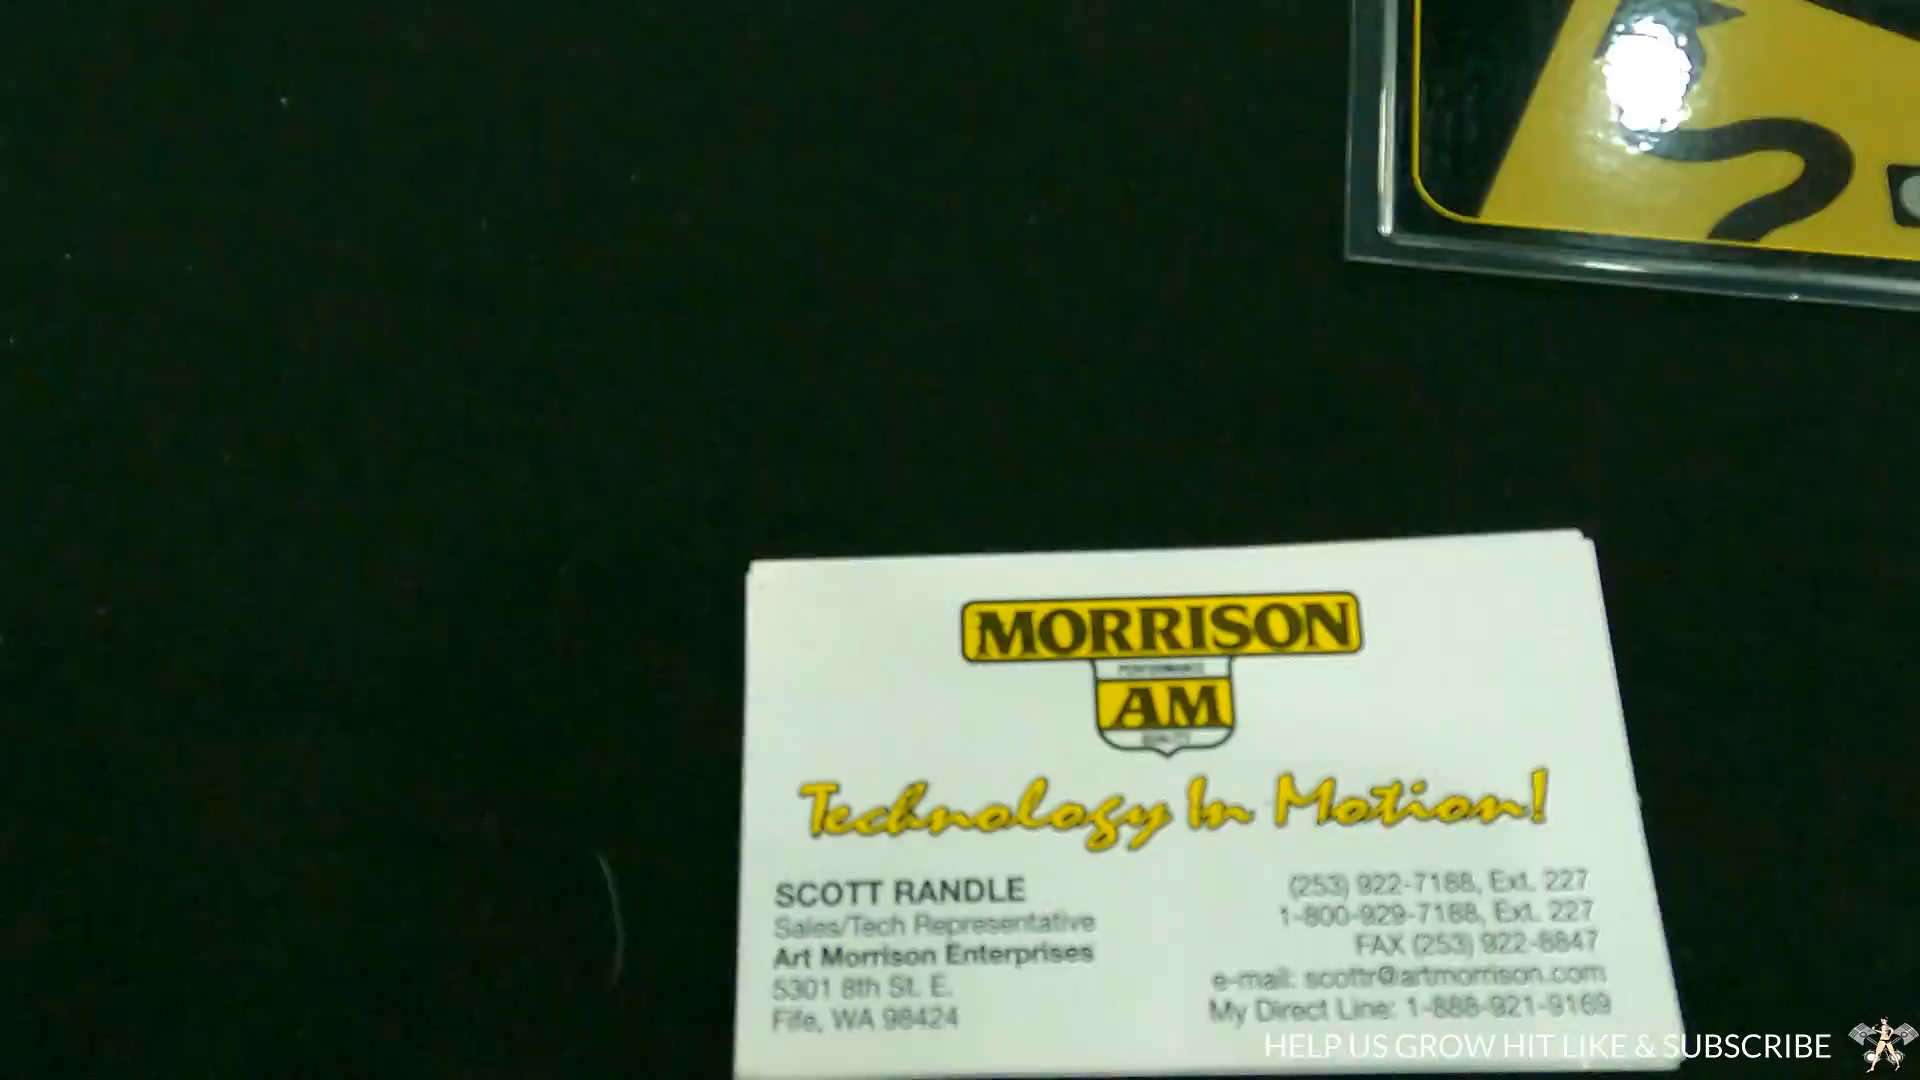 MORRISON
PERFORMANCE
AM
Technology In Motion!
SCOTT RANDLE
Sales/Tech Representative
Art Morrison Enterprises
5301 8th St. E.
Fife, WA 98424
(253) 922-7188, Ext. 227
1-800-929-7188, Ext. 227
FAX (253) 922-8847
e-mail: scottr@artmorrison.com
My Direct Line: 1-888-921-9169
HELP US GROW HIT LIKE & SUBSCRIBE